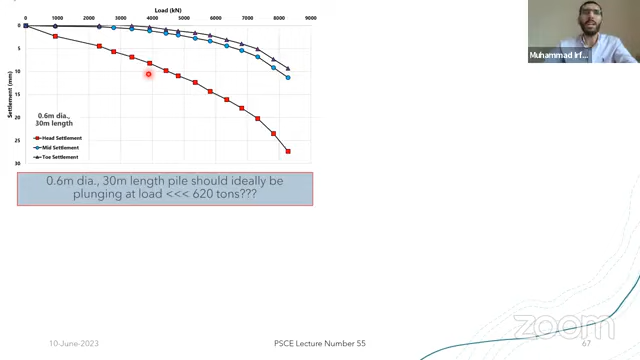 Load (kN)
0 1000 2000 3000 4000 5000 6000 7000 8000 9000
0
5
10
15
20
25
30
Settlement (mm)
0.6m dia.,
30m length
Head Settlement
Mid Settlement
Toe Settlement
0.6m dia., 30m length pile should ideally be
plunging at load <<< 620 tons???
Muhammad Irf...
10-June-2023
PSCE Lecture Number 55
67
zoom